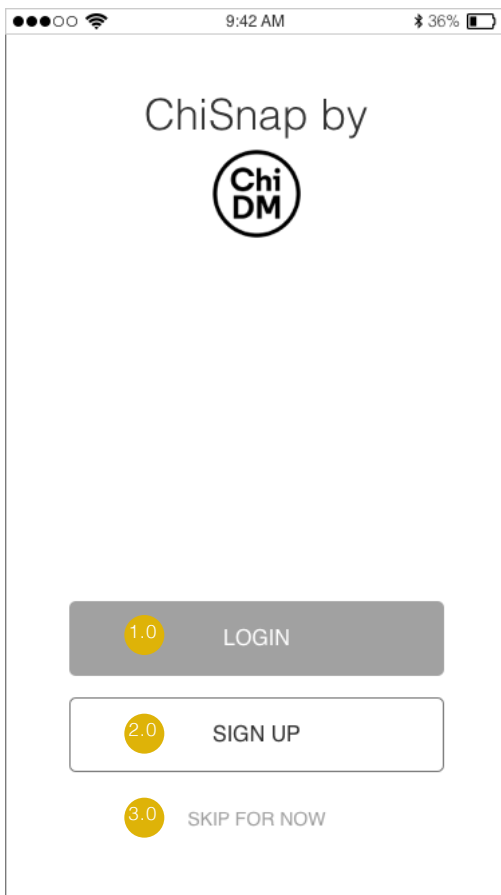 9:42 AM 36%
ChiSnap by
Chi
DM
1.0 LOGIN
2.0 SIGN UP
3.0 SKIP FOR NOW